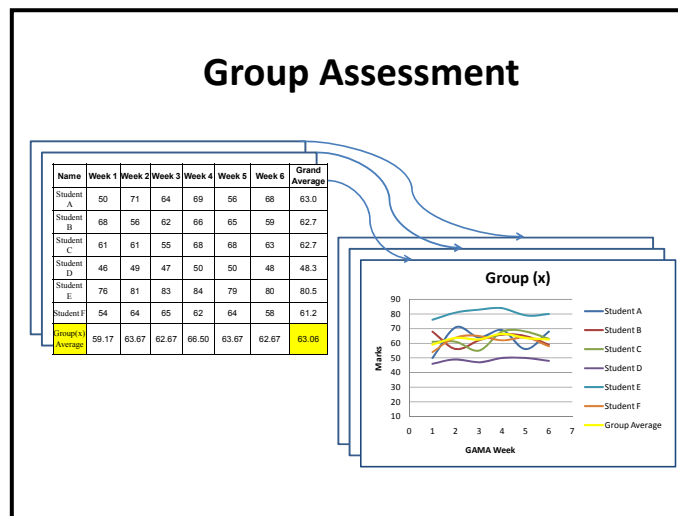 Group Assessment
Name Week 1 Week 2 Week 3 Week 4 Week 5 Week 6 Grand
Average
Student
A 50 71 64 69 56 68 63.0
Student
B 68 56 62 66 65 59 62.7
Student
C 61 61 55 68 68 63 62.7
Student
D 46 49 47 50 50 48 48.3
Student
E 76 81 83 84 79 80 80.5
Student F 54 64 65 62 64 58 61.2
Group(x)
Average 59.17 63.67 62.67 66.50 63.67 62.67 63.06
Group (x)
Marks
90
80
70
60
50
40
30
20
10
0 1 2 3 4 5 6 7
GAMA Week
Student A
Student B
Student C
Student D
Student E
Student F
Group Average